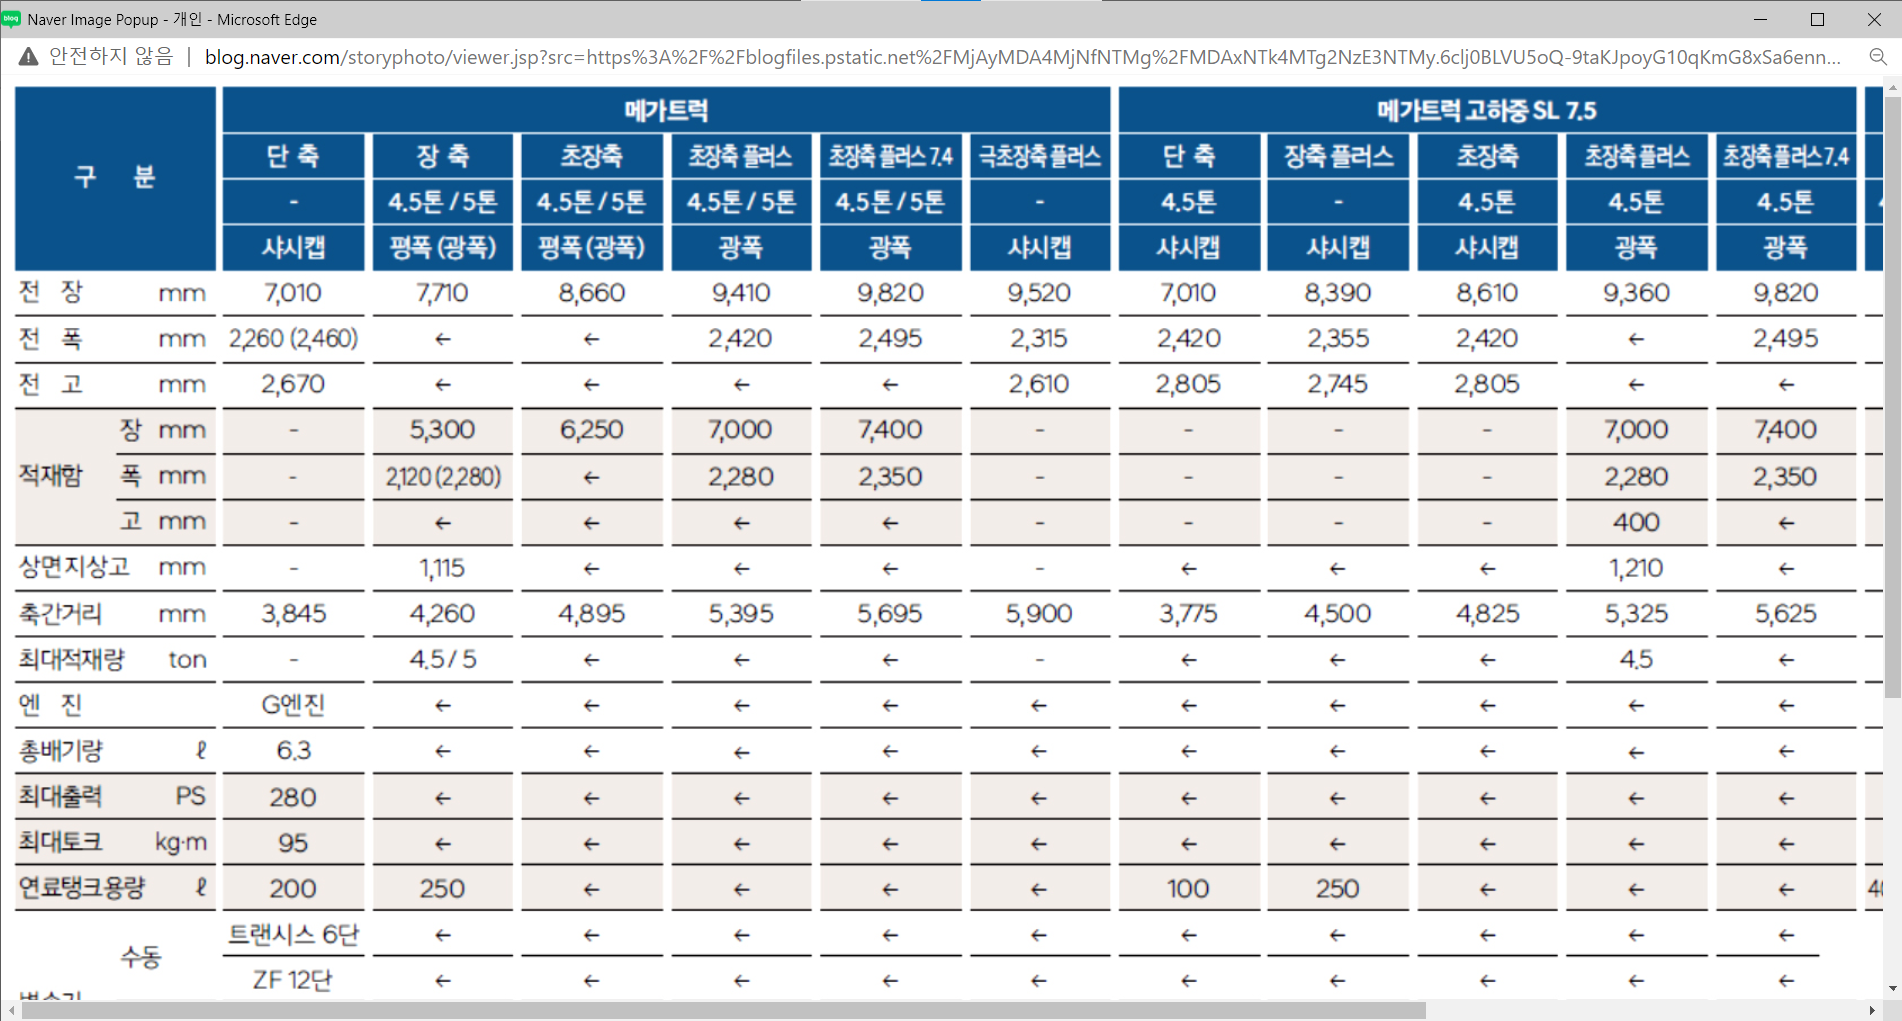 Naver Image Popup - 개인 - Microsoft Edge
안전하지 않음 | blog.naver.com/storyphoto/viewer.jsp?src=https%3A%2F%2Fblogfiles.pstatic.net%2FMjAyMDA4MjNfNTMg%2FMDAxNTk4MTg2NzE3NTMy.6clj0BLVU5oQ-9taKJpoyG10qKmG8xSa6enn...
구 분 메가트럭 메가트럭 고하중 SL 7.5
단 축 장 축 초장축 초장축 플러스 초장축 플러스 7.4 극초장축 플러스 단 축 장축 플러스 초장축 초장축 플러스 초장축 플러스 7.4
- 4.5톤 / 5톤 4.5톤 / 5톤 4.5톤 / 5톤 4.5톤 / 5톤 - 4.5톤 - 4.5톤 4.5톤 4.5톤
샤시캡 평폭 (광폭) 평폭 (광폭) 광폭 광폭 샤시캡 샤시캡 샤시캡 샤시캡 광폭 광폭
전 장 mm 7,010 7,710 8,660 9,410 9,820 9,520 7,010 8,390 8,610 9,360 9,820
전 폭 mm 2,260 (2,460) ← ← 2,420 2,495 2,315 2,420 2,355 2,420 ← 2,495
전 고 mm 2,670 ← ← ← ← 2,610 2,805 2,745 2,805 ← ←
적재함 장 mm - 5,300 6,250 7,000 7,400 - - - - 7,000 7,400
폭 mm - 2,120 (2,280) ← 2,280 2,350 - - - - 2,280 2,350
고 mm - ← ← ← ← - - - - 400 ←
상면지상고 mm - 1,115 ← ← ← - ← ← ← 1,210 ←
축간거리 mm 3,845 4,260 4,895 5,395 5,695 5,900 3,775 4,500 4,825 5,325 5,625
최대적재량 ton - 4.5 / 5 ← ← ← - ← ← ← 4.5 ←
엔 진 G엔진 ← ← ← ← ← ← ← ← ← ←
총배기량 ℓ 6.3 ← ← ← ← ← ← ← ← ← ←
최대출력 PS 280 ← ← ← ← ← ← ← ← ← ←
최대토크 kg·m 95 ← ← ← ← ← ← ← ← ← ←
연료탱크용량 ℓ 200 250 ← ← ← ← 100 250 ← ← ←
수동 트랜시스 6단 ← ← ← ← ← ← ← ← ← ←
ZF 12단 ← ← ← ← ← ← ← ← ← ←